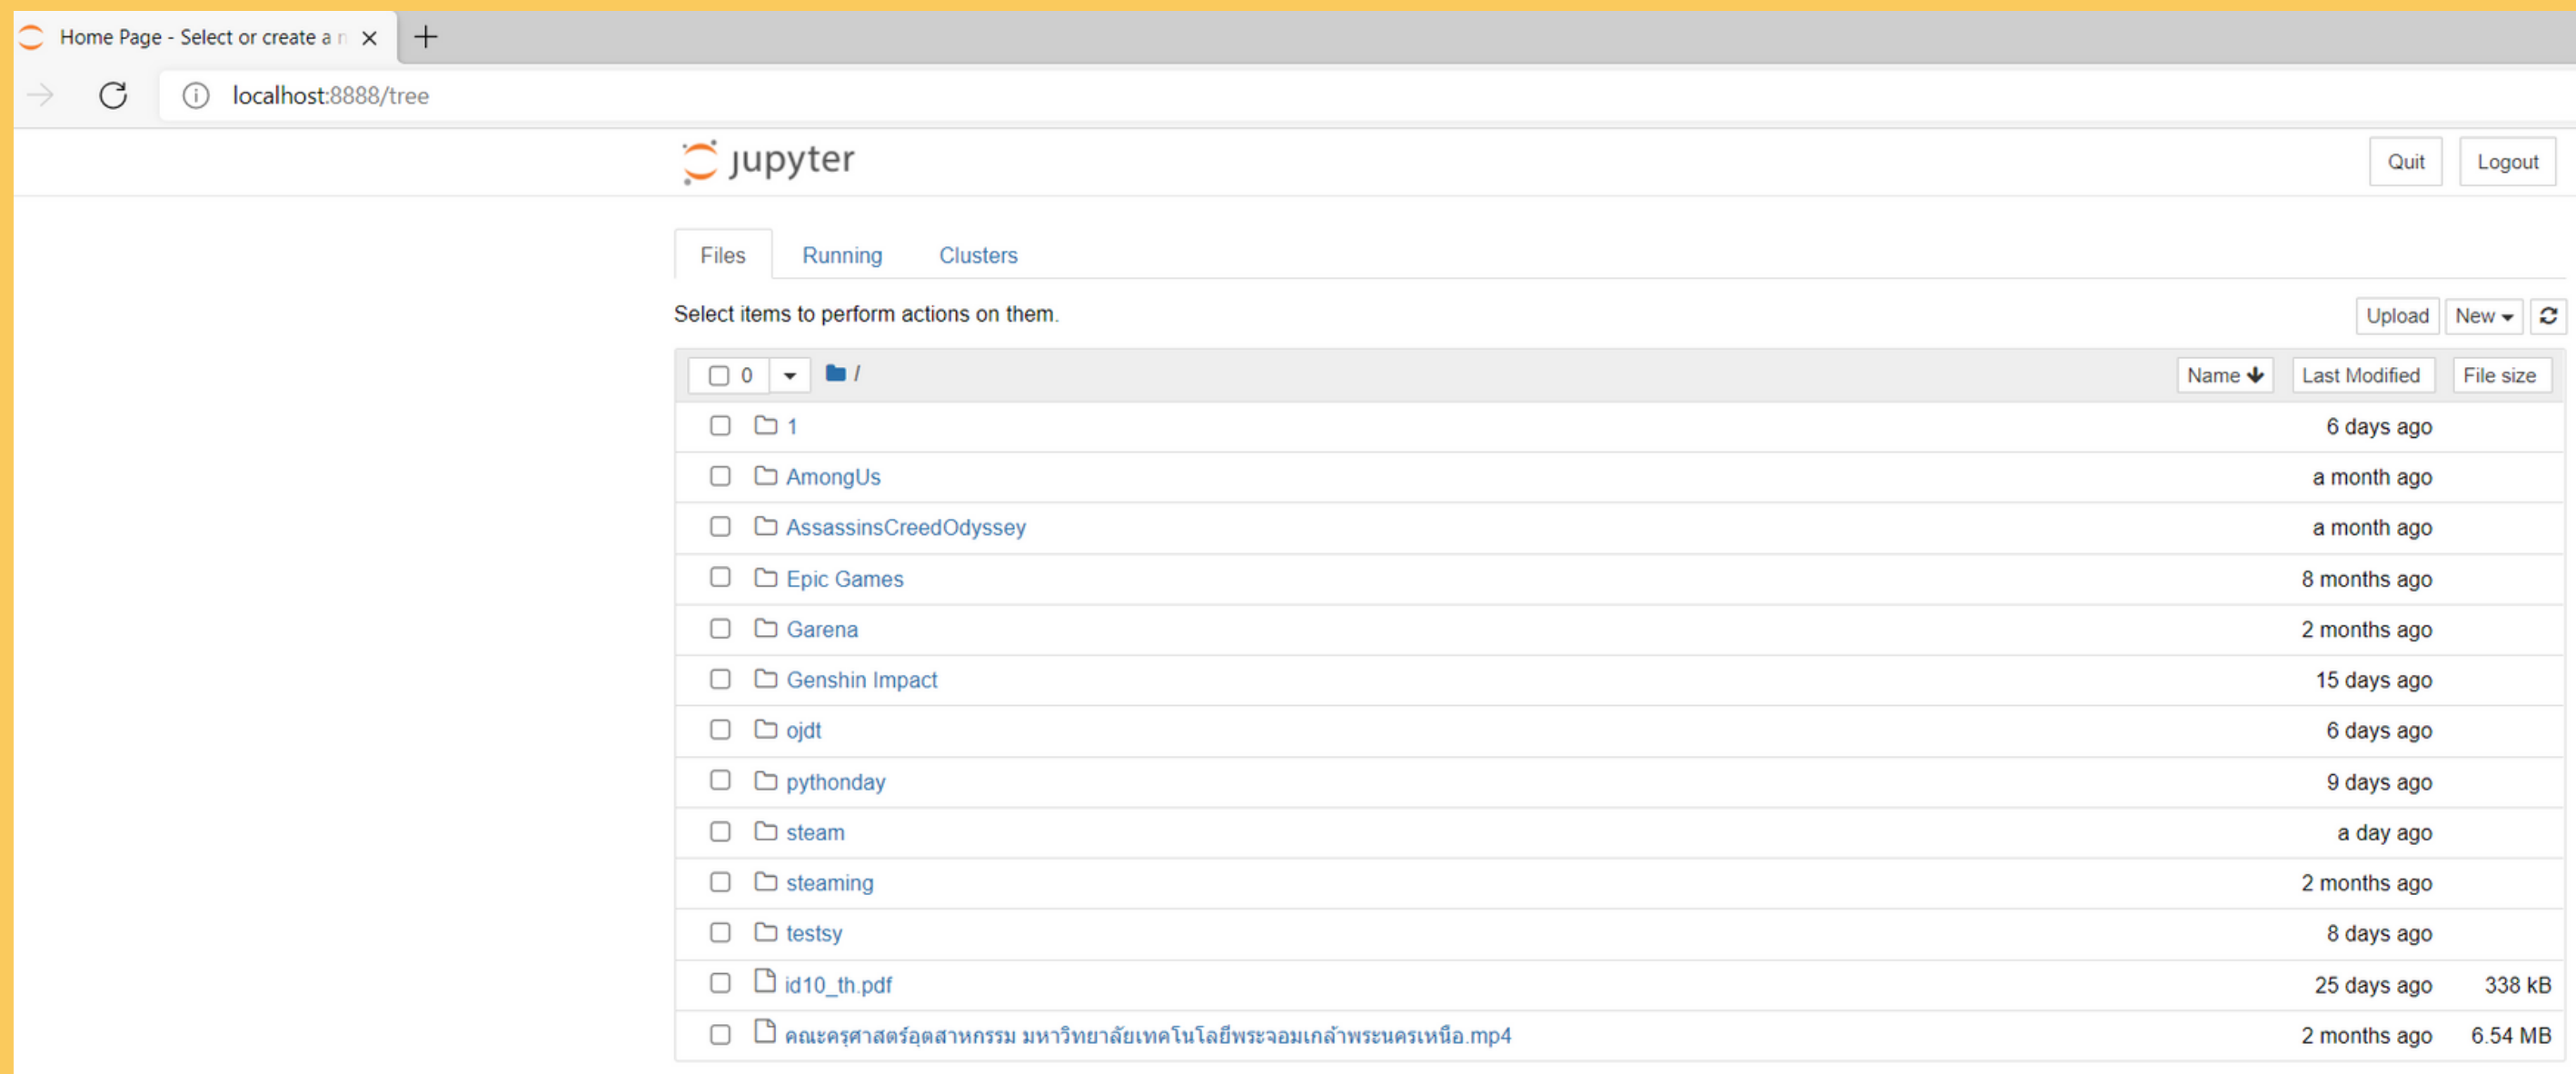 Home Page - Select or create a n
localhost:8888/tree
jupyter
Quit Logout
Files Running Clusters
Select items to perform actions on them.
Upload New
0 / Name Last Modified File size
1 6 days ago
AmongUs a month ago
AssassinsCreedOdyssey a month ago
Epic Games 8 months ago
Garena 2 months ago
Genshin Impact 15 days ago
ojdt 6 days ago
pythonday 9 days ago
steam a day ago
steaming 2 months ago
testsy 8 days ago
id10_th.pdf 25 days ago 338 kB
คณะครุศาสตร์อุตสาหกรรม มหาวิทยาลัยเทคโนโลยีพระจอมเกล้าพระนครเหนือ.mp4 2 months ago 6.54 MB